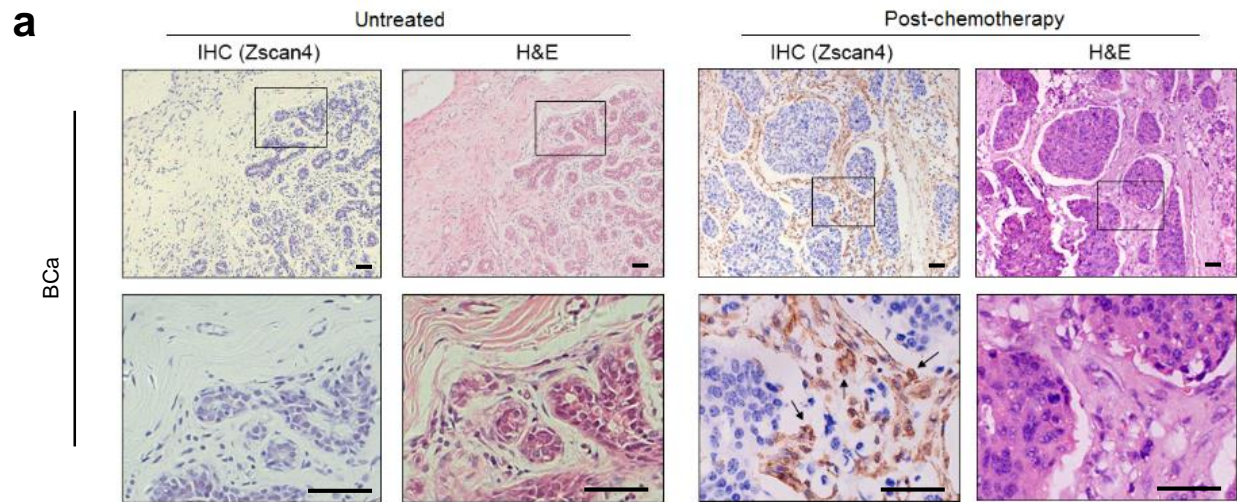 a
Untreated
Post-chemotherapy
IHC (Zscan4)
H&E
IHC (Zscan4)
H&E
BCa